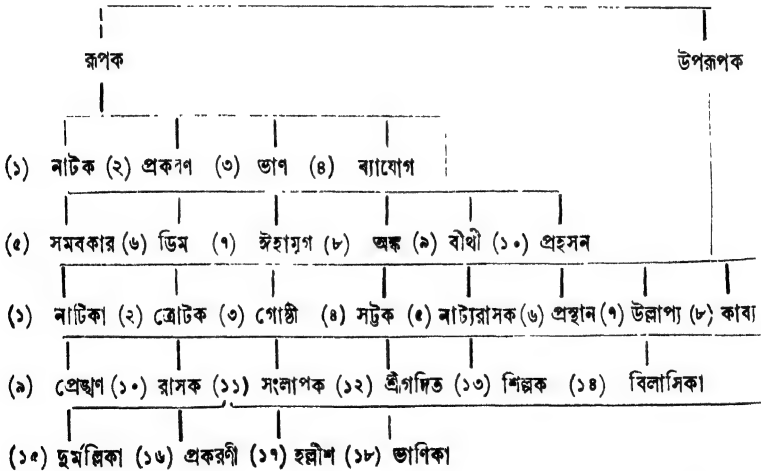 রূপক উপরূপক
(১) নাটক (২) প্রকরণ (৩) ভাণ (৪) ব্যাযোগ
(৫) সমবকার (৬) ডিম (৭) ঈহামৃগ (৮) অঙ্ক (৯) বীথী (১০) প্রহসন
(১) নাটিকা (২) ত্রোটক (৩) গোষ্ঠী (৪) সট্টক (৫) নাট্যরাসক (৬) প্রস্থান (৭) উল্লাপ্য (৮) কাব্য
(৯) প্রেঙ্খণ (১০) রাসক (১১) সংলাপক (১২) শ্রীগদিত (১৩) শিল্পক (১৪) বিলাসিকা
(১৫) দুর্মল্লিকা (১৬) প্রকরণী (১৭) হল্লীশ (১৮) ভাণিকা